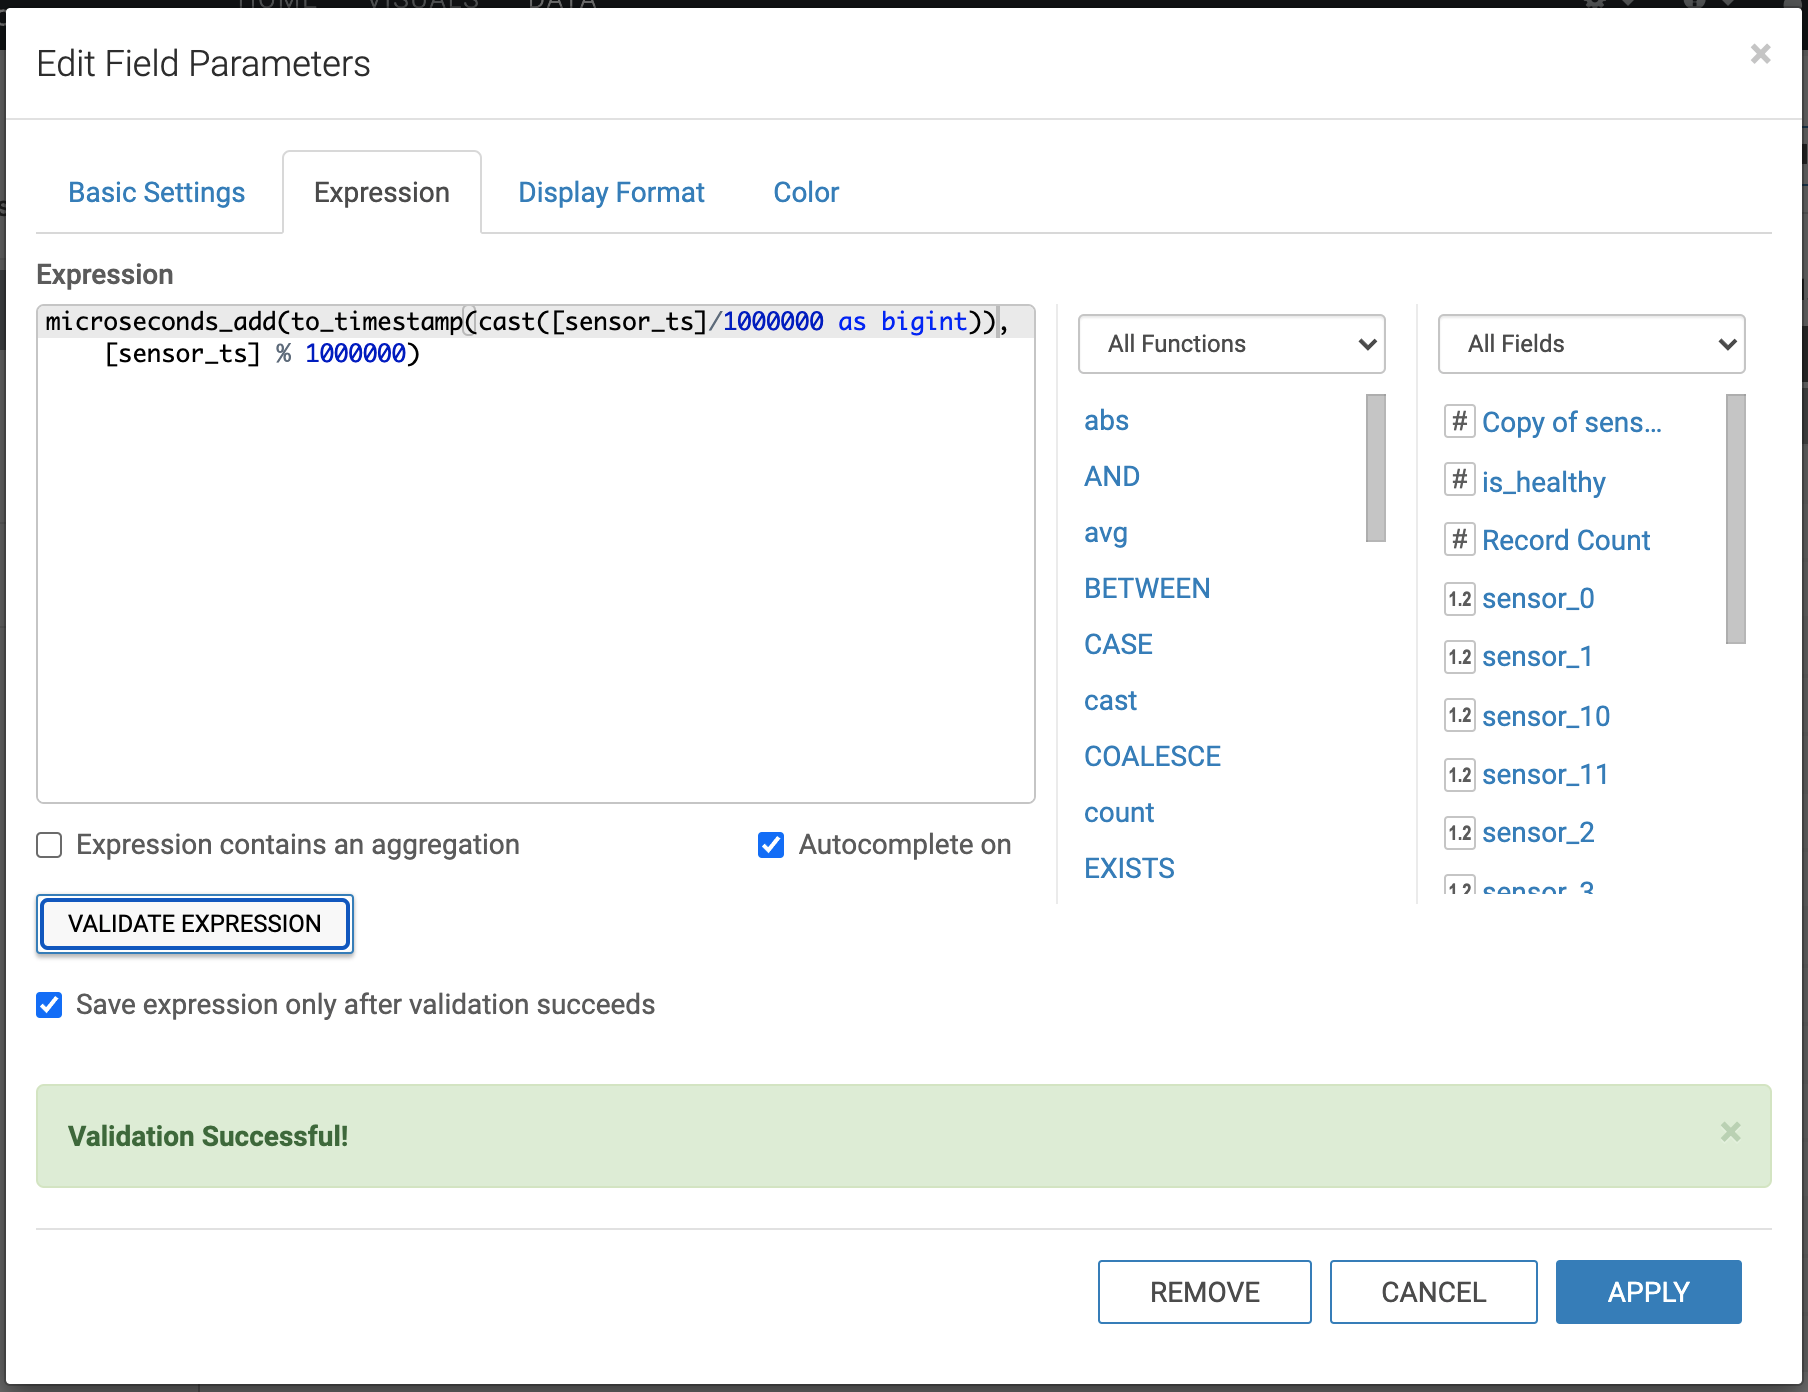 HOME VISUALS DATA
Edit Field Parameters
×
Basic Settings
Expression
Display Format
Color
Expression
microseconds_add(to_timestamp(cast([sensor_ts]/1000000 as bigint)),
[sensor_ts] % 1000000)
All Functions
abs
AND
avg
BETWEEN
CASE
cast
COALESCE
count
EXISTS
All Fields
# Copy of sens...
# is_healthy
# Record Count
1.2 sensor_0
1.2 sensor_1
1.2 sensor_10
1.2 sensor_11
1.2 sensor_2
1.2 sensor_3
Expression contains an aggregation
Autocomplete on
VALIDATE EXPRESSION
Save expression only after validation succeeds
Validation Successful!
×
REMOVE
CANCEL
APPLY